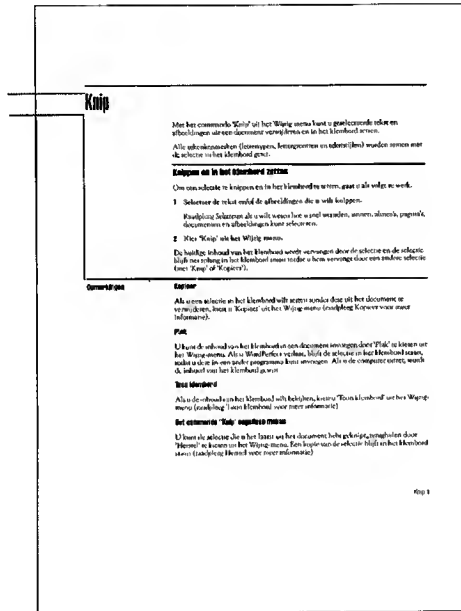 Knip
Met het commando 'Knip' uit het Wijzig menu kunt u geselecteerde tekst en
afbeeldingen uit een document verwijderen en in het klembord zetten.
Alle tekenkenmerken (lettertypen, lettergrootten en tekenstijlen) worden samen met
de selectie in het klembord gezet.
Knippen en in het klembord zetten
Om een selectie te knippen en in het klembord te zetten, gaat u als volgt te werk.
1 Selecteer de tekst en/of de afbeeldingen die u wilt knippen.
Raadpleeg Selecteren als u wilt weten hoe u snel woorden, zinnen, alinea's, pagina's,
documenten en afbeeldingen kunt selecteren.
2 Kies 'Knip' uit het Wijzig menu.
De huidige inhoud van het klembord wordt vervangen door de selectie en de selectie
blijft net zolang in het klembord staan totdat u hem vervangt door een andere selectie
(met 'Knip' of 'Kopieer').
Opmerkingen
Kopieer
Als u een selectie in het klembord wilt zetten zonder deze uit het document te
verwijderen, kiest u 'Kopieer' uit het Wijzig-menu (raadpleeg Kopieer voor meer
informatie).
Plak
U kunt de inhoud van het klembord in een document invoegen door 'Plak' te kiezen uit
het Wijzig-menu. Als u WordPerfect verlaat, blijft de selectie in het klembord staan,
zodat u deze in een ander programma kunt invoegen. Als u de computer uitzet, wordt
de inhoud van het klembord gewist
Toon klembord
Als u de inhoud van het klembord wilt bekijken, kiest u 'Toon klembord' uit het Wijzig-
menu (raadpleeg Toon klembord voor meer informatie)
Het commando 'Knip' ongedaan maken
U kunt de selectie die u het laatst uit het document hebt geknipt, terughalen door
'Herstel' te kiezen uit het Wijzig-menu. Een kopie van de selectie blijft in het klembord
staan (raadpleeg Herstel voor meer informatie)
Knip 1